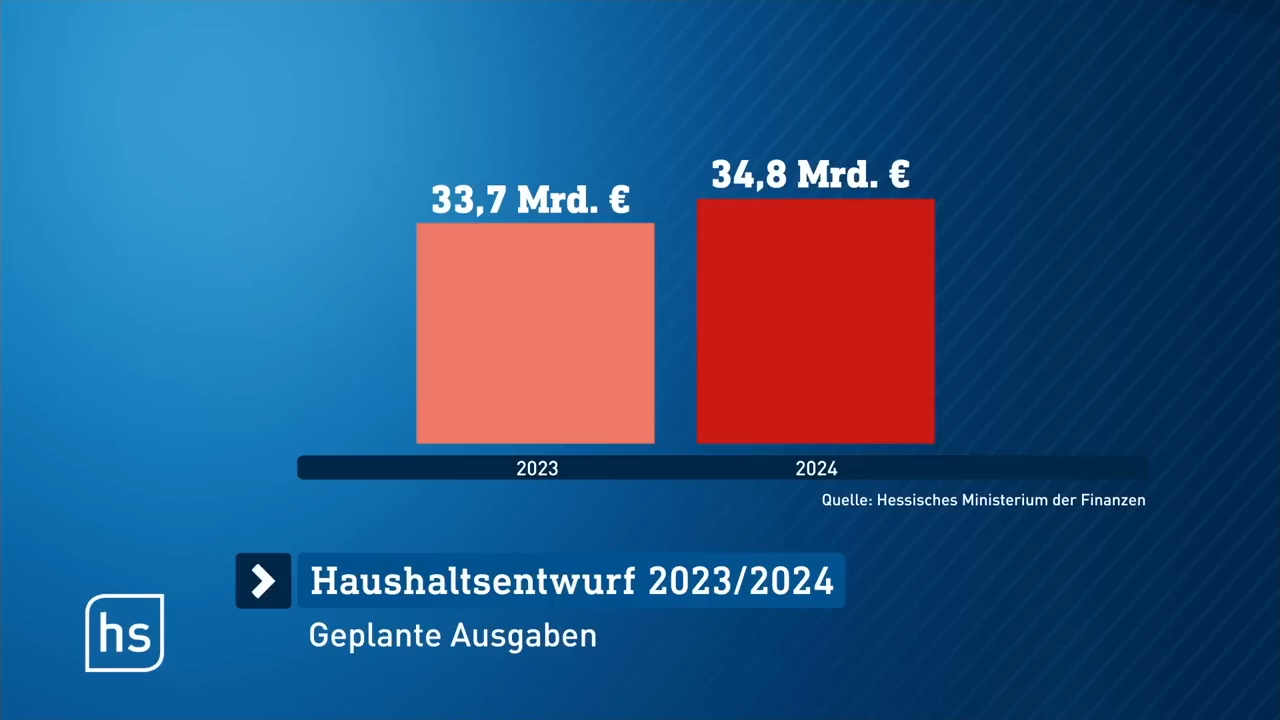 34,8 Mrd. €
33,7 Mrd. €
2023 2024
Quelle: Hessisches Ministerium der Finanzen
Haushaltsentwurf 2023/2024
Geplante Ausgaben
hs